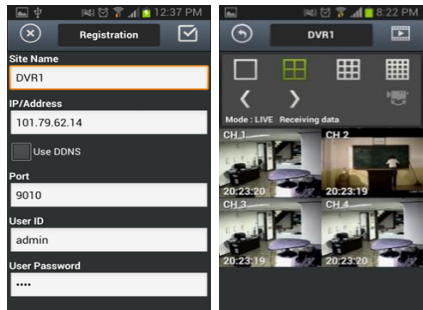 12:37 PM
Registration
Site Name
DVR1
IP/Address
101.79.62.14
Use DDNS
Port
9010
User ID
admin
User Password
••••
8:22 PM
DVR1
Mode : LIVE Receiving data
CH 1
CH 2
20:23:20
20:23:19
CH 3
CH 4
20:23:19
20:23:20